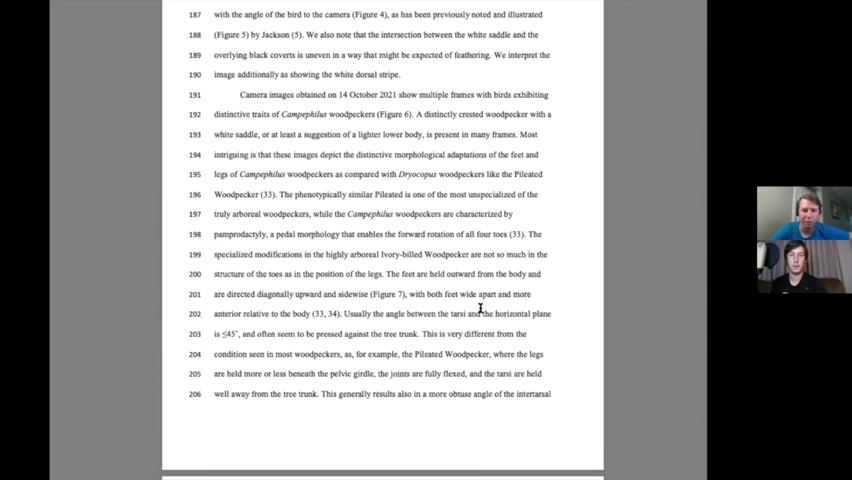 187 with the angle of the bird to the camera (Figure 4), as has been previously noted and illustrated
188 (Figure 5) by Jackson (5). We also note that the intersection between the white saddle and the
189 overlying black coverts is uneven in a way that might be expected of feathering. We interpret the
190 image additionally as showing the white dorsal stripe.
191 Camera images obtained on 14 October 2021 show multiple frames with birds exhibiting
192 distinctive traits of Campephilus woodpeckers (Figure 6). A distinctly crested woodpecker with a
193 white saddle, or at least a suggestion of a lighter lower body, is present in many frames. Most
194 intriguing is that these images depict the distinctive morphological adaptations of the feet and
195 legs of Campephilus woodpeckers as compared with Dryocopus woodpeckers like the Pileated
196 Woodpecker (33). The phenotypically similar Pileated is one of the most unspecialized of the
197 truly arboreal woodpeckers, while the Campephilus woodpeckers are characterized by
198 pamprodactyly, a pedal morphology that enables the forward rotation of all four toes (33). The
199 specialized modifications in the highly arboreal Ivory-billed Woodpecker are not so much in the
200 structure of the toes as in the position of the legs. The feet are held outward from the body and
201 are directed diagonally upward and sidewise (Figure 7), with both feet wide apart and more
202 anterior relative to the body (33, 34). Usually the angle between the tarsi and the horizontal plane
203 is ≤45°, and often seem to be pressed against the tree trunk. This is very different from the
204 condition seen in most woodpeckers, as, for example, the Pileated Woodpecker, where the legs
205 are held more or less beneath the pelvic girdle, the joints are fully flexed, and the tarsi are held
206 well away from the tree trunk. This generally results also in a more obtuse angle of the intertarsal